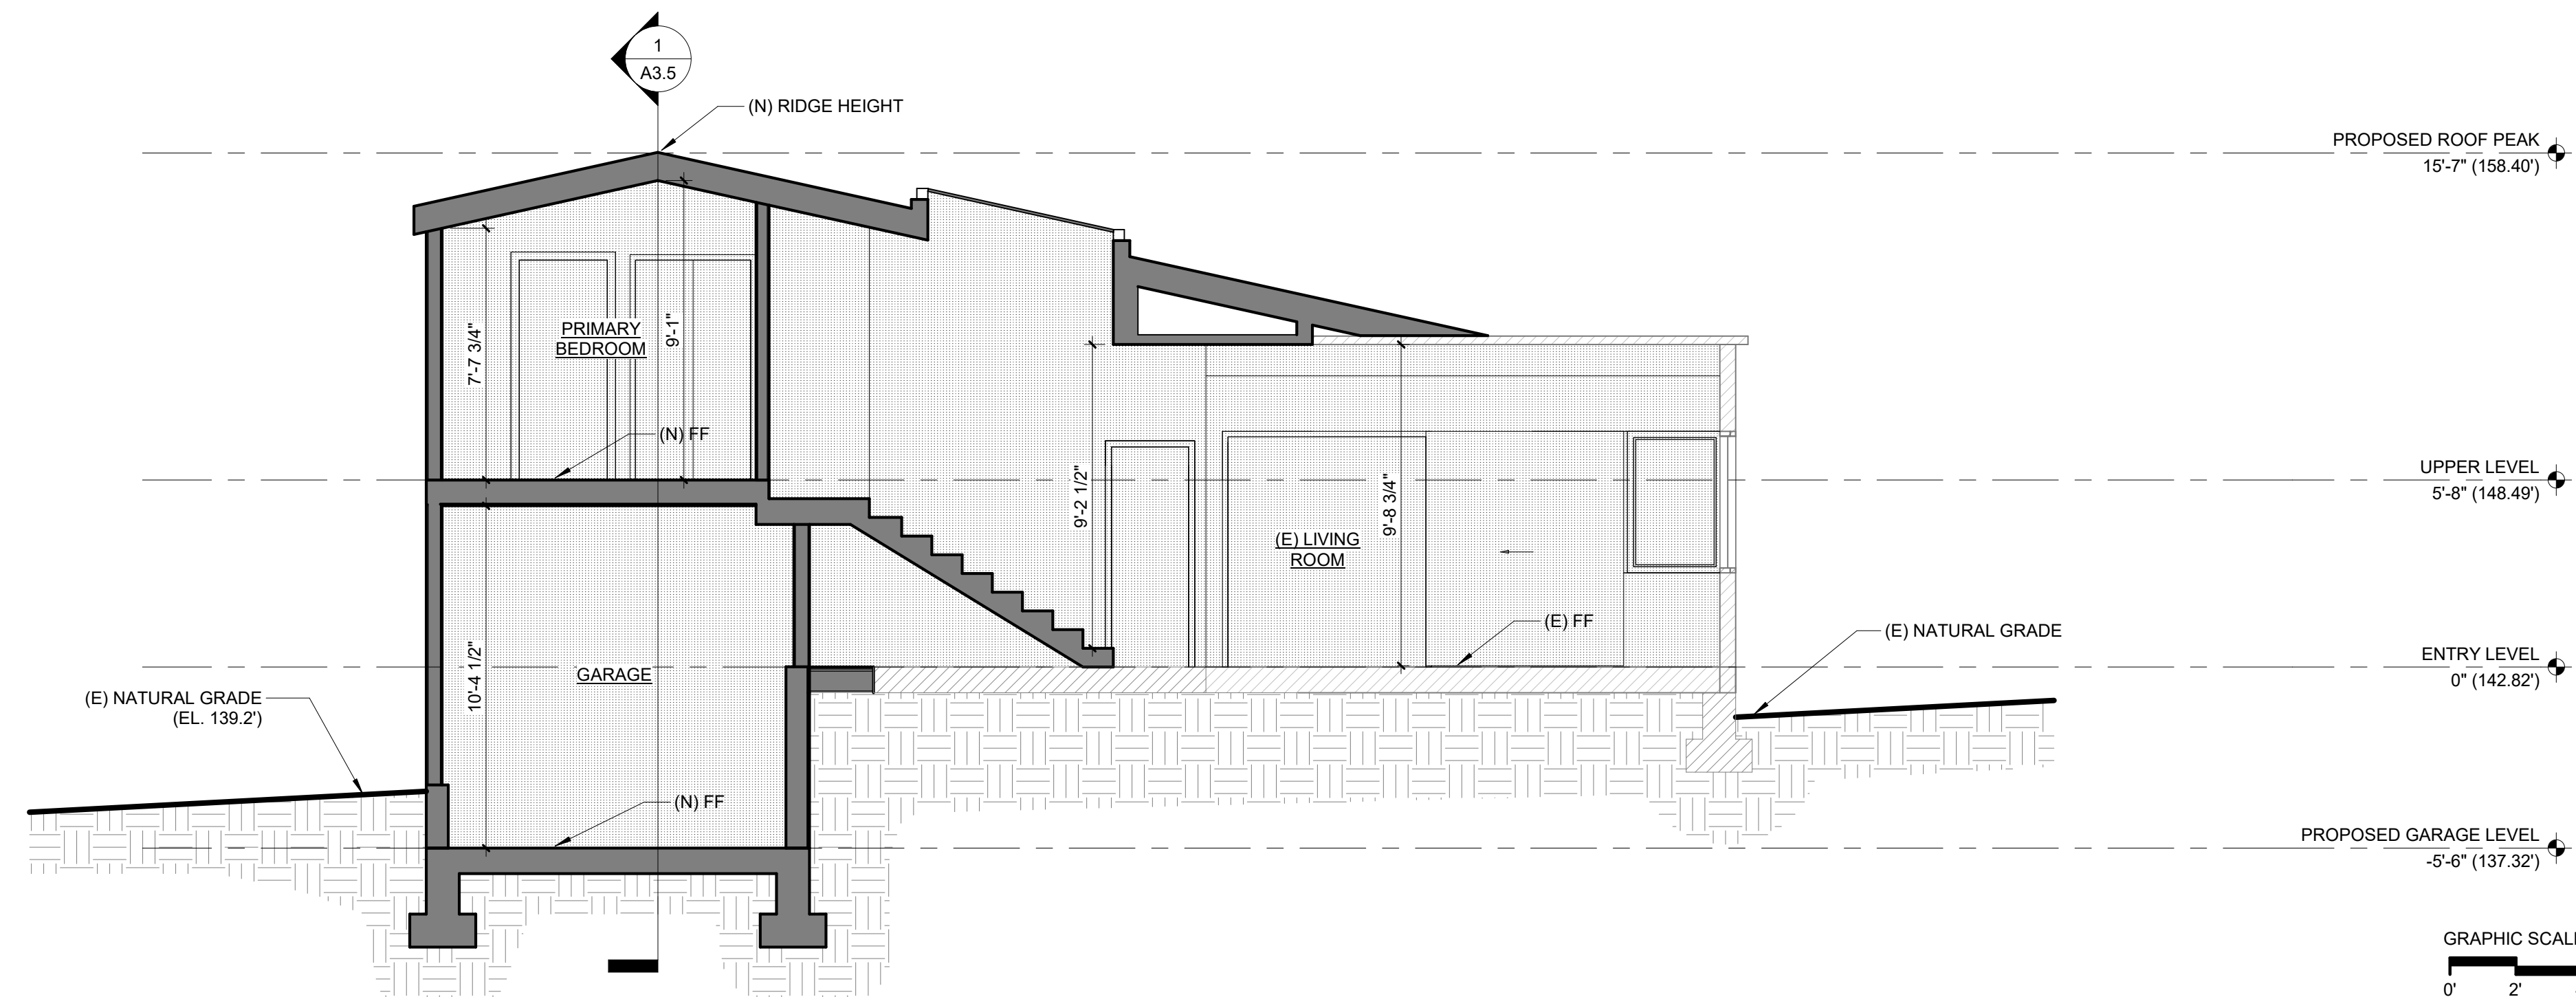 1
A3.5
(N) RIDGE HEIGHT
PROPOSED ROOF PEAK
15'-7" (158.40')
7'-7 3/4"
PRIMARY
BEDROOM
9'-1"
(N) FF
UPPER LEVEL
5'-8" (148.49')
9'-2 1/2"
9'-8 3/4"
(E) LIVING
ROOM
(E) FF
(E) NATURAL GRADE
ENTRY LEVEL
0" (142.82')
10'-4 1/2"
GARAGE
(E) NATURAL GRADE
(EL. 139.2')
(N) FF
PROPOSED GARAGE LEVEL
-5'-6" (137.32')
GRAPHIC
0'
2'